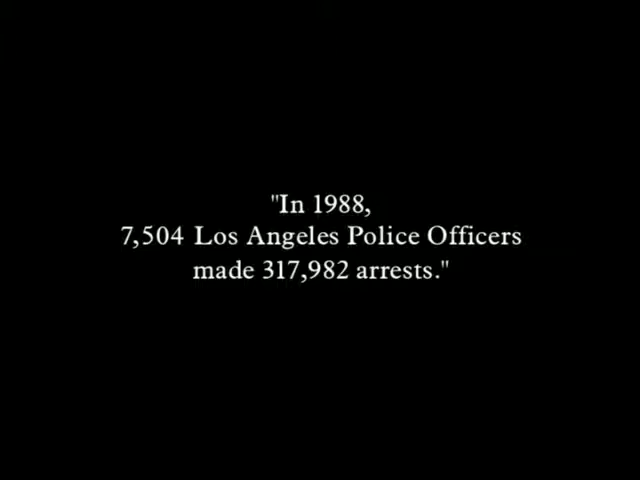 "In 1988,
7,504 Los Angeles Police Officers
made 317,982 arrests."